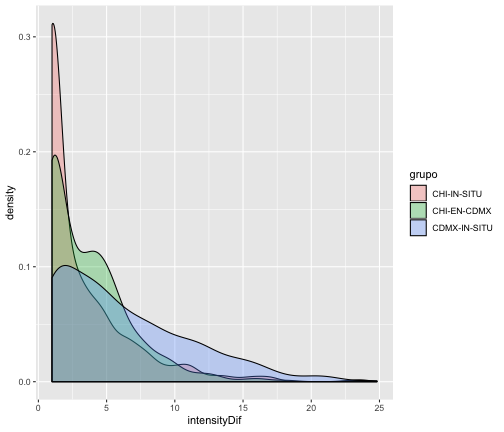 0.3
0.2
0.1
0.0
density
0
5
10
15
20
25
intensityDif
grupo
CHI-IN-SITU
CHI-EN-CDMX
CDMX-IN-SITU